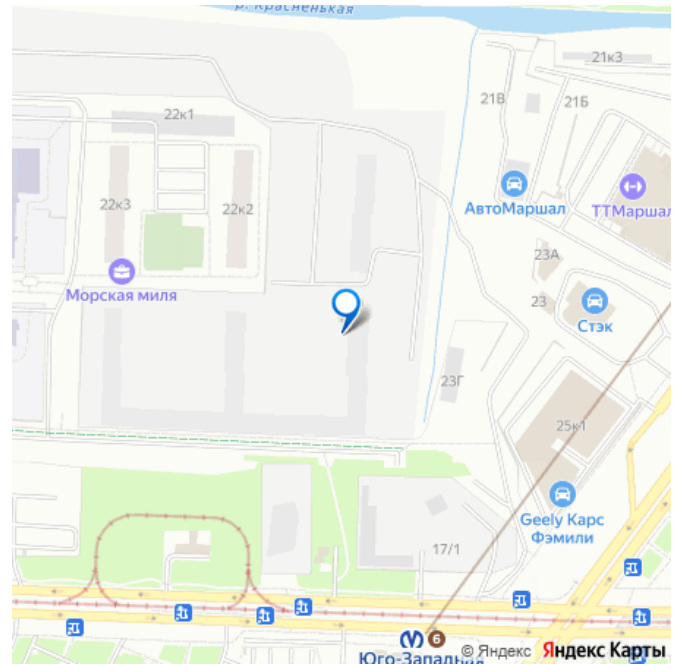 р. Красненькая
21к3
21В
21Б
22к1
АвтоМаршал
ТТМаршал
22к3
22к2
23А
Морская миля
23
Стэк
23Г
25к1
Geely Карс
Фэмили
17/1
6
Юго-Западная
© Яндекс Яндекс Карты